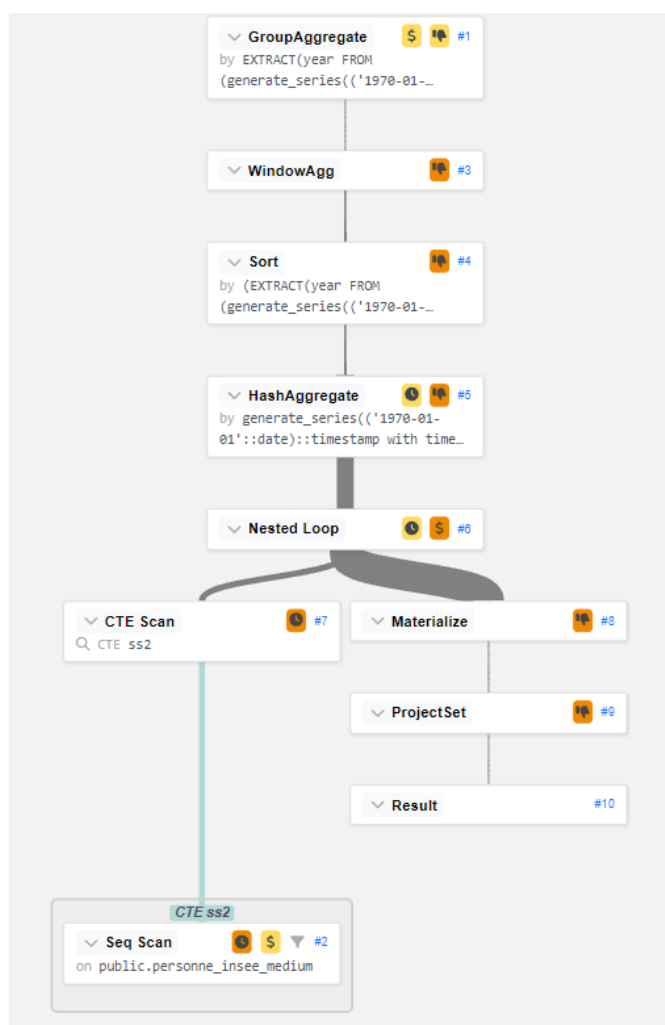 GroupAggregate $ #1
by EXTRACT(year FROM
(generate_series(('1970-01-…
WindowAgg #3
Sort #4
by (EXTRACT(year FROM
(generate_series(('1970-01-…
HashAggregate #5
by generate_series(('1970-01-
01'::date)::timestamp with time…
Nested Loop $ #6
CTE Scan #7
CTE ss2
Materialize #8
ProjectSet #9
Result #10
CTE ss2
Seq Scan $ #2
on public.personne_insee_medium